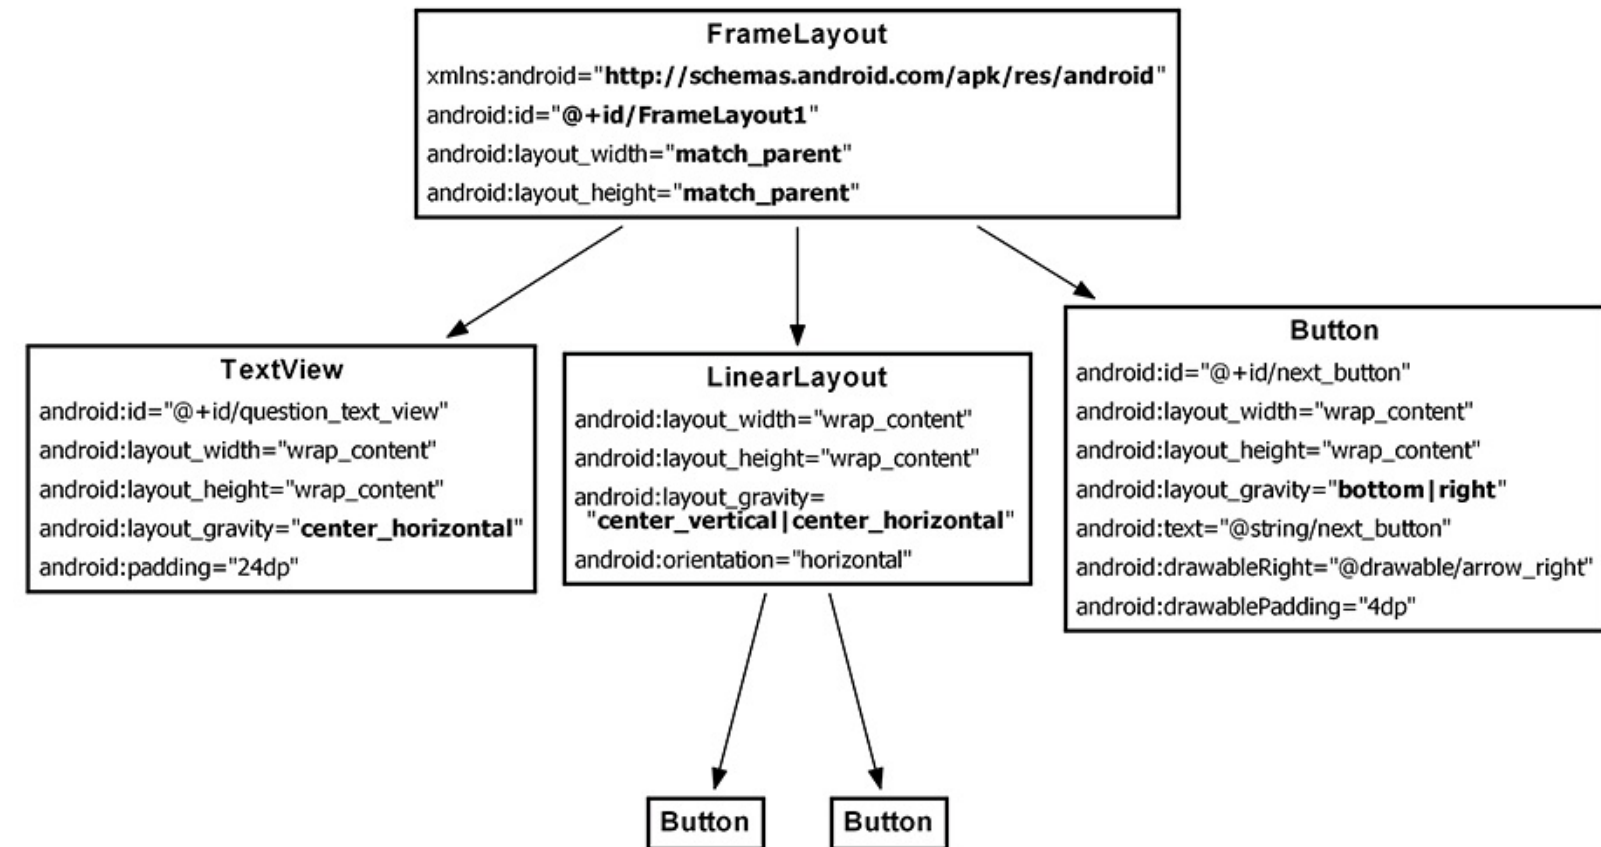 FrameLayout
xmlns:android="http://schemas.android.com/apk/res/android"
android:id="@+id/FrameLayout1"
android:layout_width="match_parent"
android:layout_height="match_parent"
TextView
android:id="@+id/question_text_view"
android:layout_width="wrap_content"
android:layout_height="wrap_content"
android:layout_gravity="center_horizontal"
android:padding="24dp"
LinearLayout
android:layout_width="wrap_content"
android:layout_height="wrap_content"
android:layout_gravity=
"center_vertical|center_horizontal"
android:orientation="horizontal"
Button
android:id="@+id/next_button"
android:layout_width="wrap_content"
android:layout_height="wrap_content"
android:layout_gravity="bottom|right"
android:text="@string/next_button"
android:drawableRight="@drawable/arrow_right"
android:drawablePadding="4dp"
Button
Button